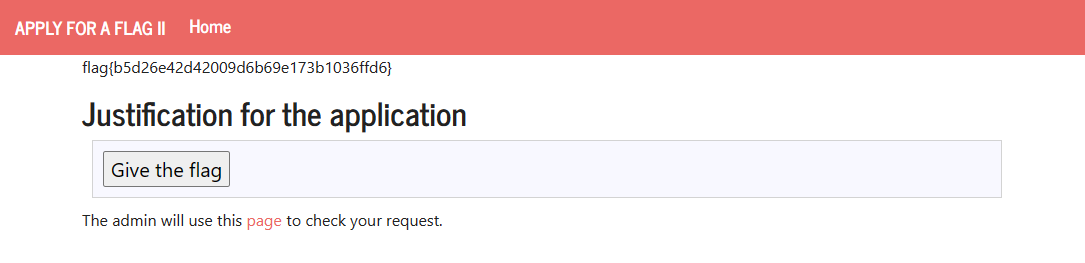 APPLY FOR A FLAG II Home
flag{b5d26e42d42009d6b69e173b1036ffd6}
Justification for the application
Give the flag
The admin will use this page to check your request.